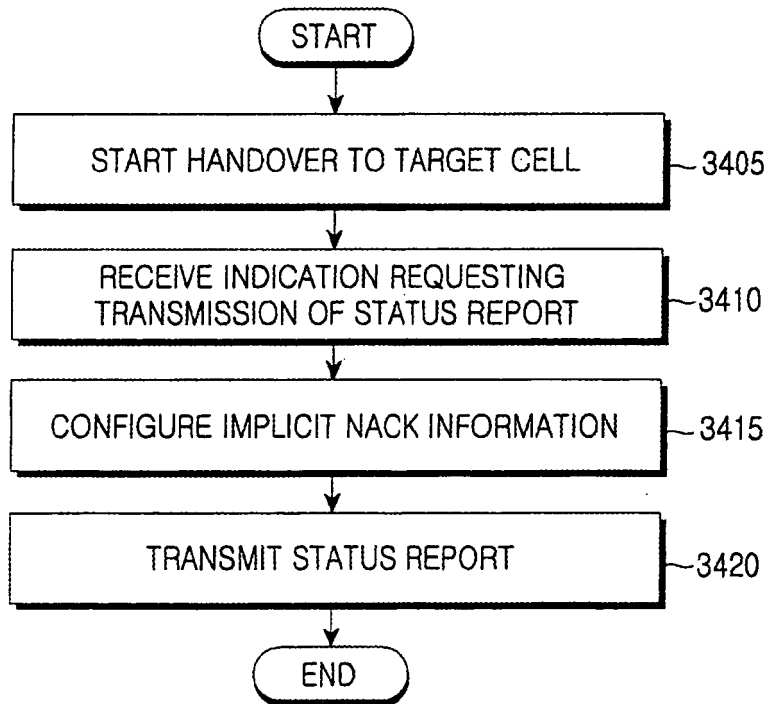 START
START HANDOVER TO TARGET CELL
3405
RECEIVE INDICATION REQUESTING
TRANSMISSION OF STATUS REPORT
3410
CONFIGURE IMPLICIT NACK INFORMATION
3415
TRANSMIT STATUS REPORT
3420
END